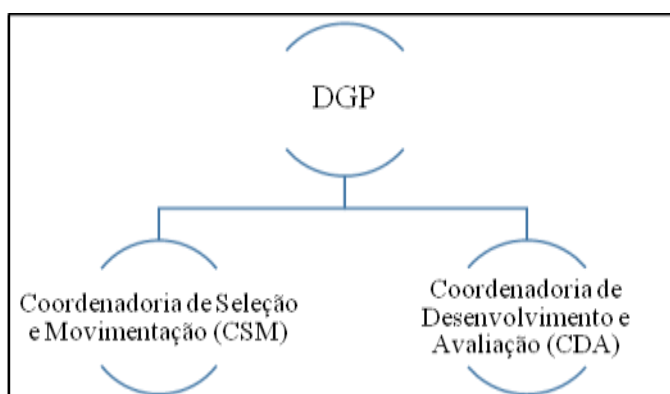 DGP
Coordenadoria de Seleção
e Movimentação (CSM)
Coordenadoria de
Desenvolvimento e
Avaliação (CDA)